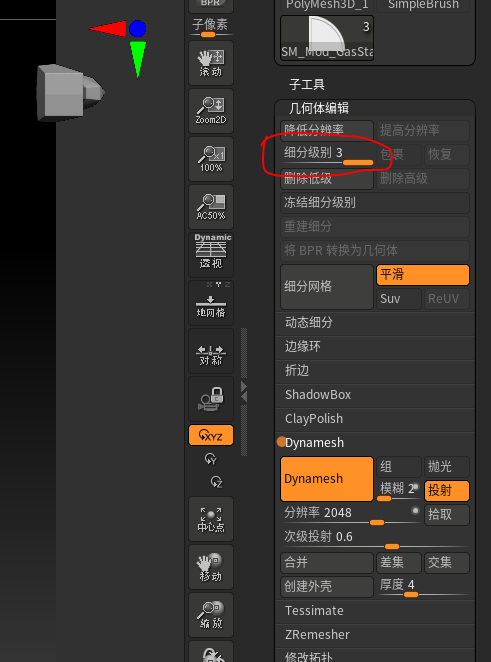 BPR
子像素
滚动
Zoom2D
100%
AC50%
Dynamic
透视
X Y Z
地网格
对称
XYZ
Y
Z
中心点
移动
缩放
PolyMesh3D_1 SimpleBrush
3
SM_Mod_GasSta
子工具
几何体编辑
降低分辨率 提高分辨率
细分级别 3 包裹 恢复
删除低级 删除高级
冻结细分级别
重建细分
将 BPR 转换为几何体
细分网格 平滑
Suv ReUV
动态细分
边缘环
折边
ShadowBox
ClayPolish
Dynamesh
Dynamesh 组 抛光
模糊 2 投射
分辨率 2048 拾取
次级投射 0.6
合并 差集 交集
创建外壳 厚度 4
Tessimate
ZRemesher
修改拓扑